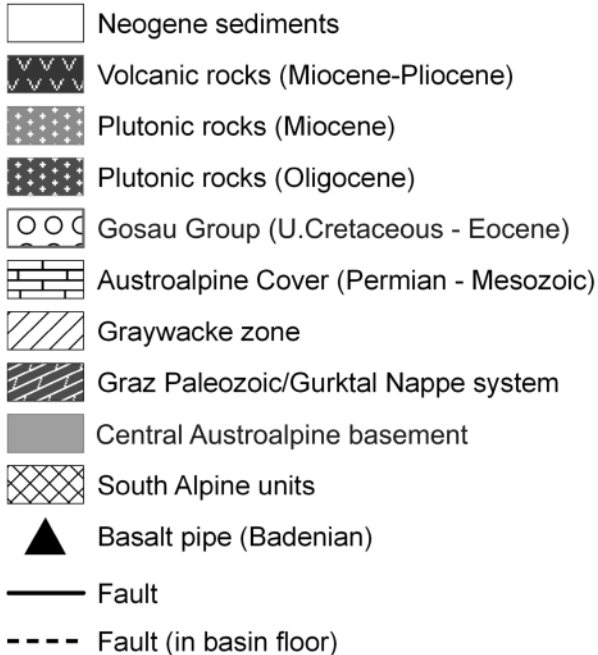 Neogene sediments
Volcanic rocks (Miocene-Pliocene)
Plutonic rocks (Miocene)
Plutonic rocks (Oligocene)
Gosau Group (U.Cretaceous - Eocene)
Austroalpine Cover (Permian - Mesozoic)
Graywacke zone
Graz Paleozoic/Gurktal Nappe system
Central Austroalpine basement
South Alpine units
Basalt pipe (Badenian)
Fault
Fault (in basin floor)